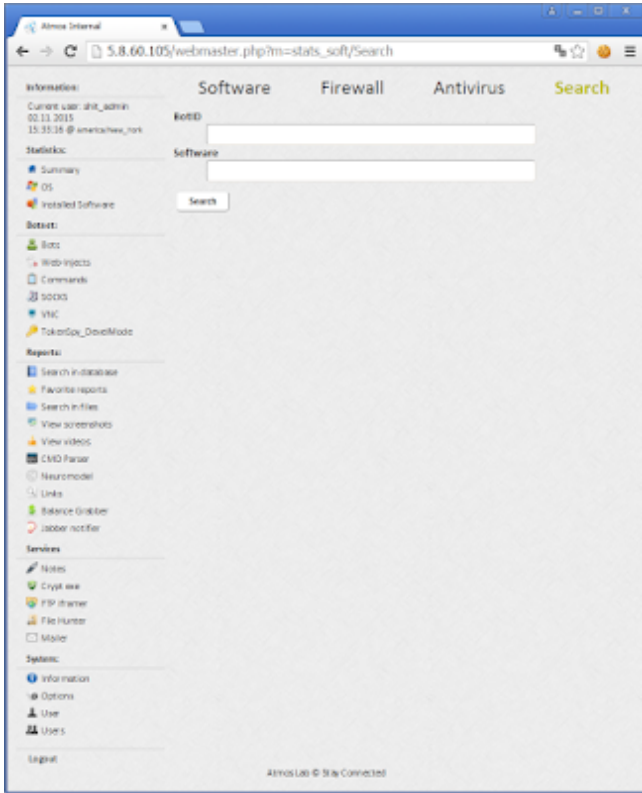 Atmos Internal
5.8.60.105/webmaster.php?m=stats_soft/Search
Information:
Current user: shit_admin
02.11.2015
15:33:16 @ america/new_york
Statistics:
Summary
OS
Installed Software
Botnet:
Bots
Web-Injects
Commands
SOCKS
VNC
TokenSpy_DevelMode
Reports:
Search in database
Favorite reports
Search in files
View screenshots
View videos
CMD Parser
Neuromodel
Links
Balance Grabber
Jabber notifier
Services
Notes
Crypt exe
FTP iframer
File Hunter
Mailer
System:
Information
Options
User
Users
Logout
Software Firewall Antivirus Search
BotID
Software
Search
Atmos Lab © Stay Connected